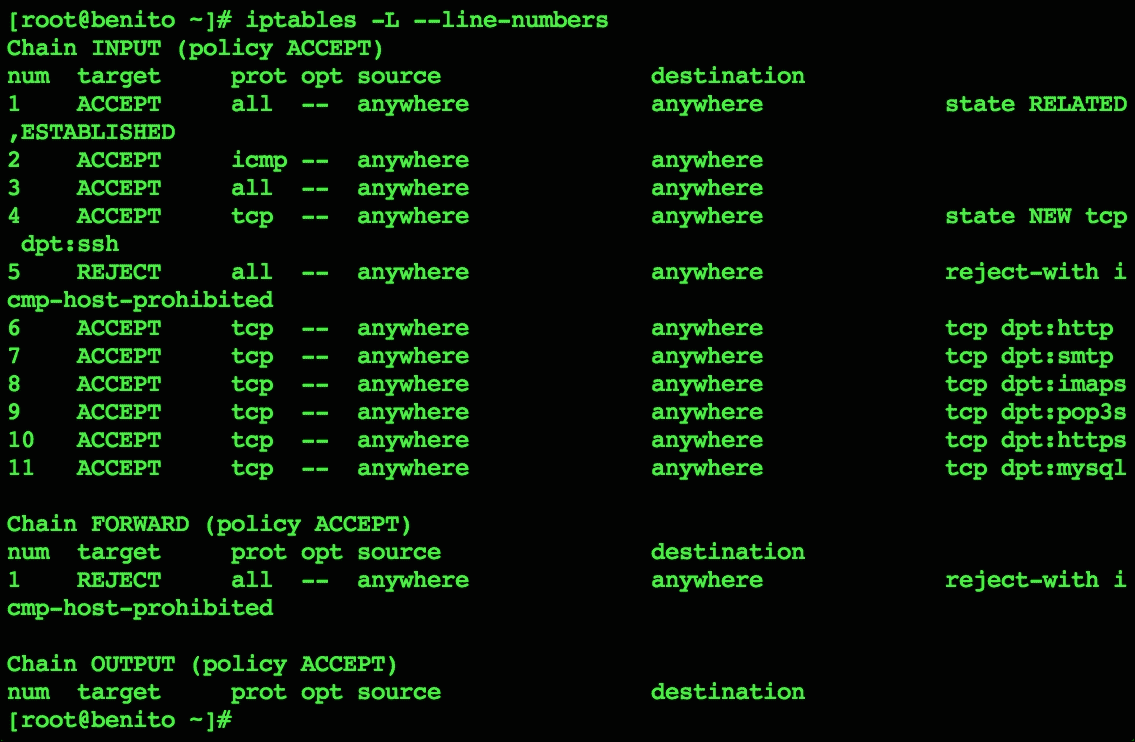 [root@benito ~]# iptables -L --line-numbers
Chain INPUT (policy ACCEPT)
num  target     prot opt source               destination
1    ACCEPT     all  --  anywhere             anywhere             state RELATED
,ESTABLISHED
2    ACCEPT     icmp --  anywhere             anywhere
3    ACCEPT     all  --  anywhere             anywhere
4    ACCEPT     tcp  --  anywhere             anywhere             state NEW tcp
 dpt:ssh
5    REJECT     all  --  anywhere             anywhere             reject-with i
cmp-host-prohibited
6    ACCEPT     tcp  --  anywhere             anywhere             tcp dpt:http
7    ACCEPT     tcp  --  anywhere             anywhere             tcp dpt:smtp
8    ACCEPT     tcp  --  anywhere             anywhere             tcp dpt:imaps
9    ACCEPT     tcp  --  anywhere             anywhere             tcp dpt:pop3s
10   ACCEPT     tcp  --  anywhere             anywhere             tcp dpt:https
11   ACCEPT     tcp  --  anywhere             anywhere             tcp dpt:mysql

Chain FORWARD (policy ACCEPT)
num  target     prot opt source               destination
1    REJECT     all  --  anywhere             anywhere             reject-with i
cmp-host-prohibited

Chain OUTPUT (policy ACCEPT)
num  target     prot opt source               destination
[root@benito ~]#